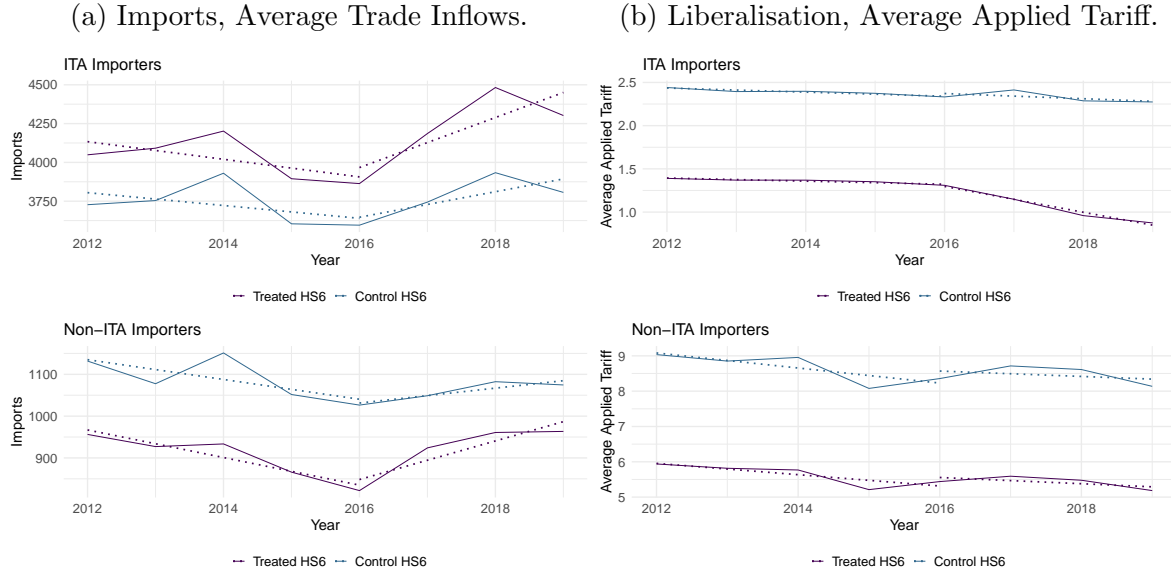 (a) Imports, Average Trade Inflows.
ITA Importers
4500
4250
4000
3750
Imports
2012 2014 2016 2018
Year
Treated HS6 Control HS6
Non−ITA Importers
1100
1000
900
Imports
2012 2014 2016 2018
Year
Treated HS6 Control HS6
(b) Liberalisation, Average Applied Tariff.
ITA Importers
2.5
2.0
1.5
1.0
Average Applied Tariff
2012 2014 2016 2018
Year
Treated HS6 Control HS6
Non−ITA Importers
9
8
7
6
5
Average Applied Tariff
2012 2014 2016 2018
Year
Treated HS6 Control HS6